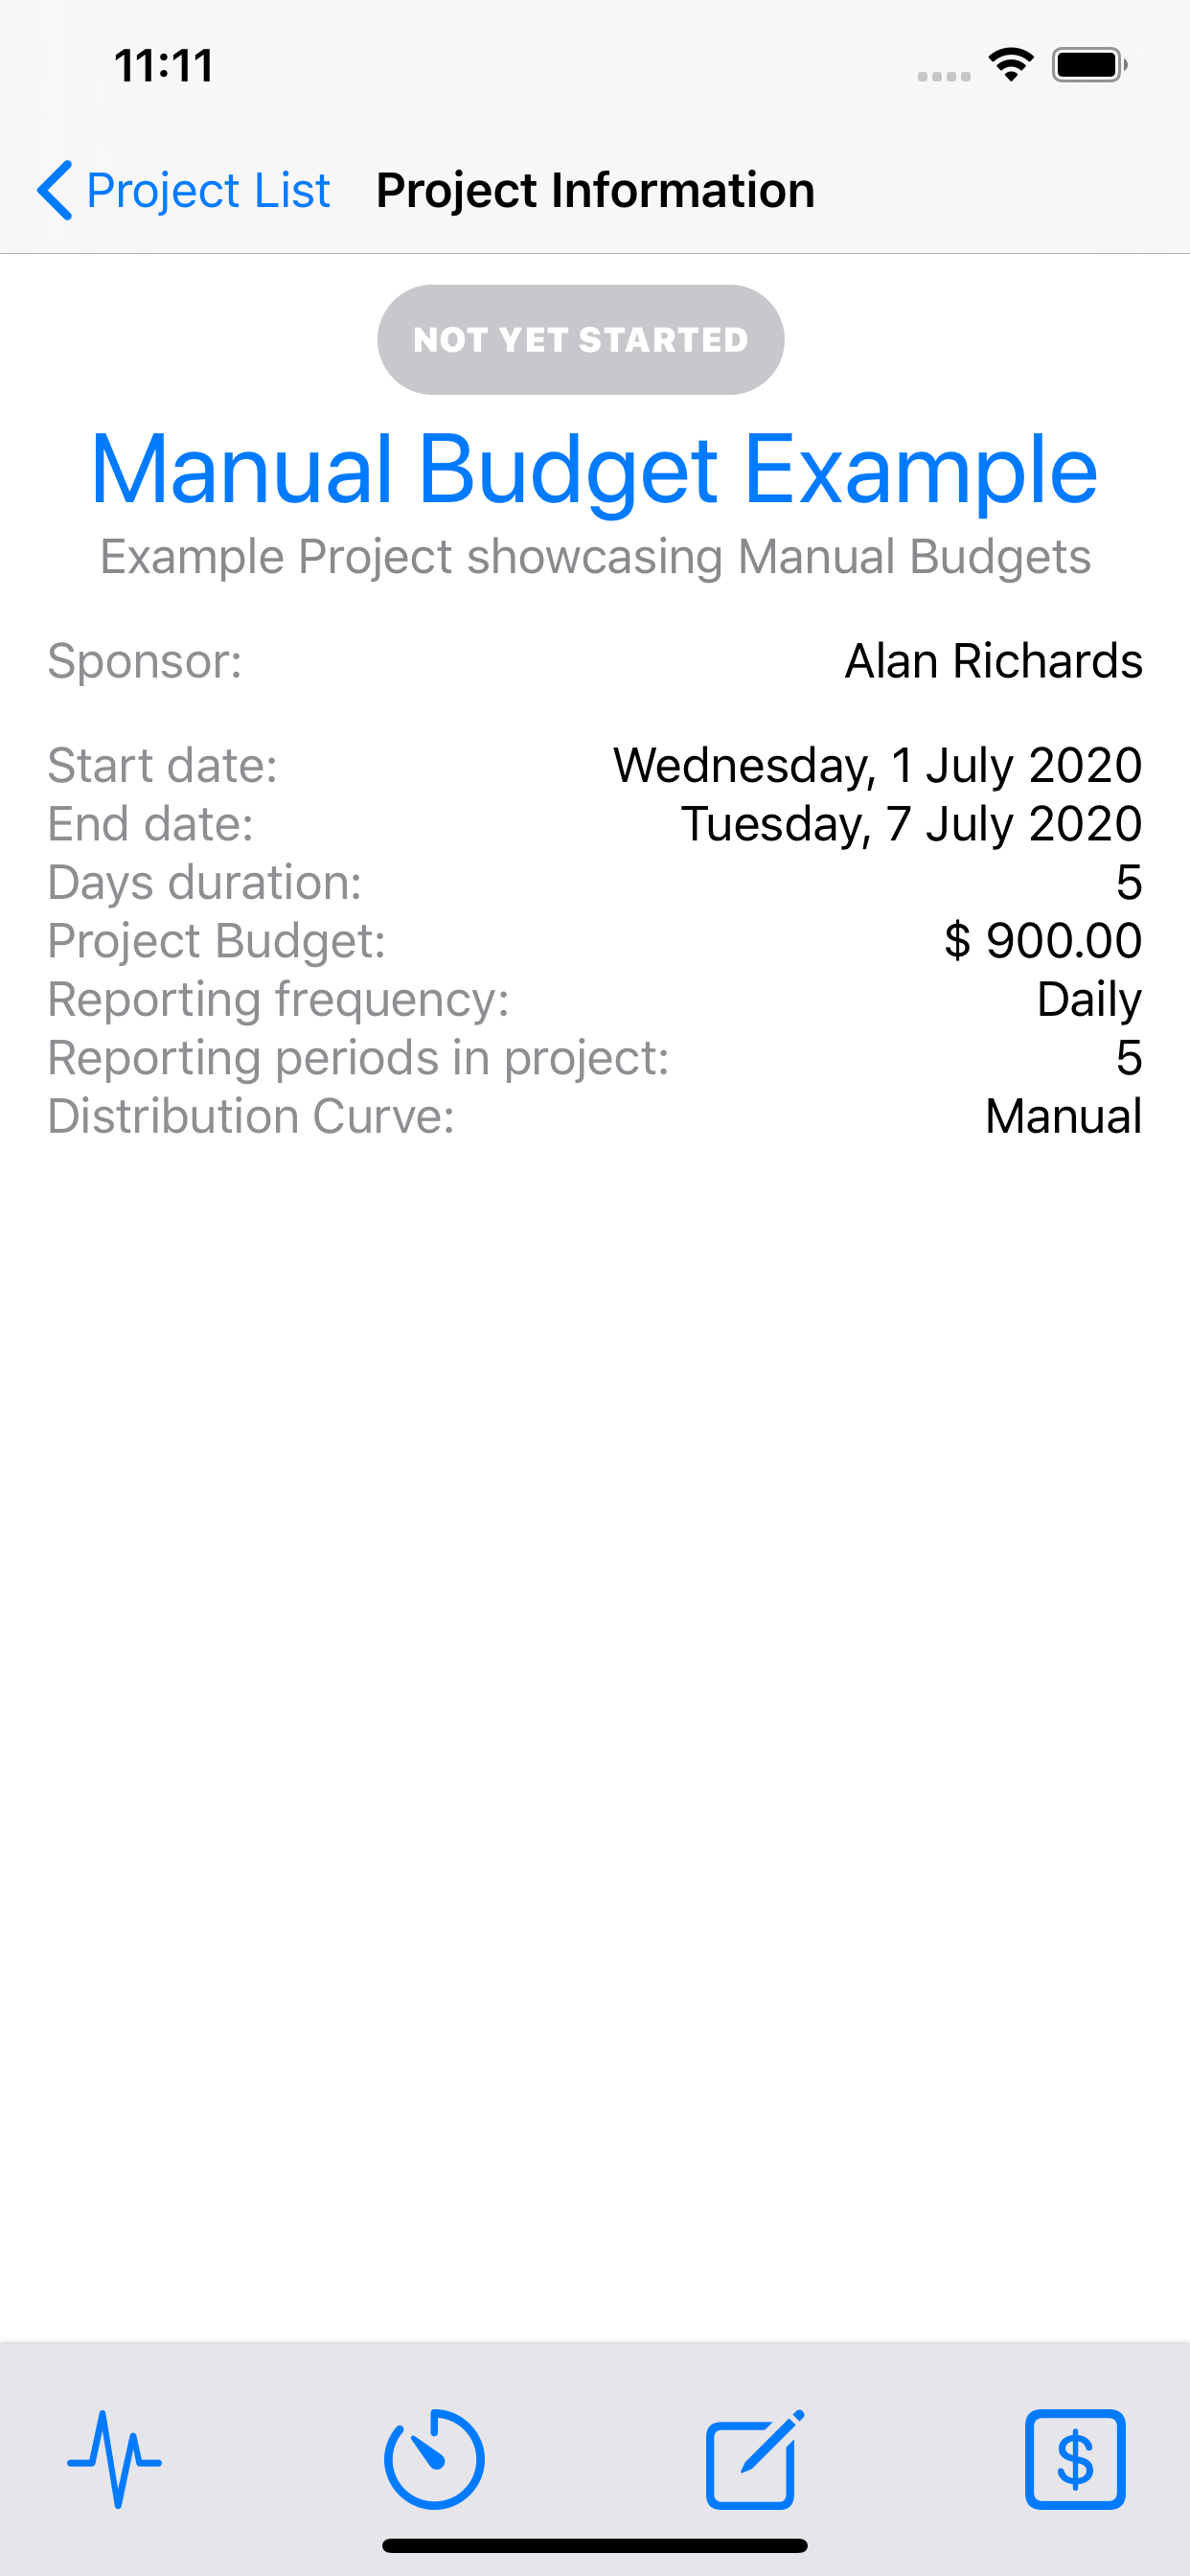 11:11
Project List Project Information
NOT YET STARTED
Manual Budget Example
Example Project showcasing Manual Budgets
Sponsor: Alan Richards
Start date: Wednesday, 1 July 2020
End date: Tuesday, 7 July 2020
Days duration: 5
Project Budget: $ 900.00
Reporting frequency: Daily
Reporting periods in project: 5
Distribution Curve: Manual
$